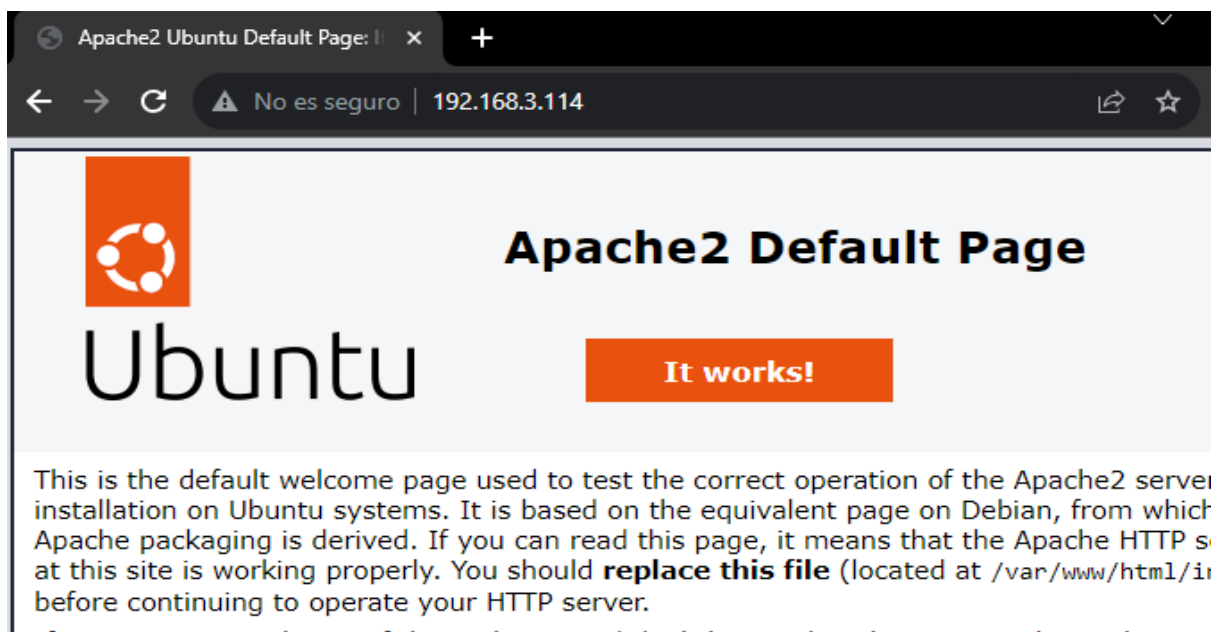 Apache2 Ubuntu Default Page:
No es seguro | 192.168.3.114
Apache2 Default Page
Ubuntu
It works!
This is the default welcome page used to test the correct operation of the Apache2 server
installation on Ubuntu systems. It is based on the equivalent page on Debian, from which
Apache packaging is derived. If you can read this page, it means that the Apache HTTP
at this site is working properly. You should replace this file (located at /var/www/html/in
before continuing to operate your HTTP server.